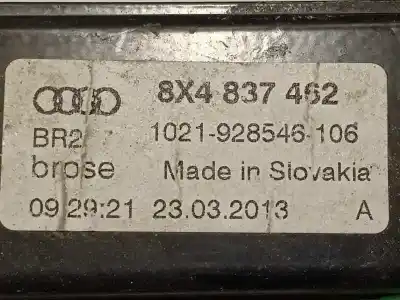 8X4 837 462
BR2 1021-928546-106
brose Made in Slovakia
09:29:21 23.03.2013 A